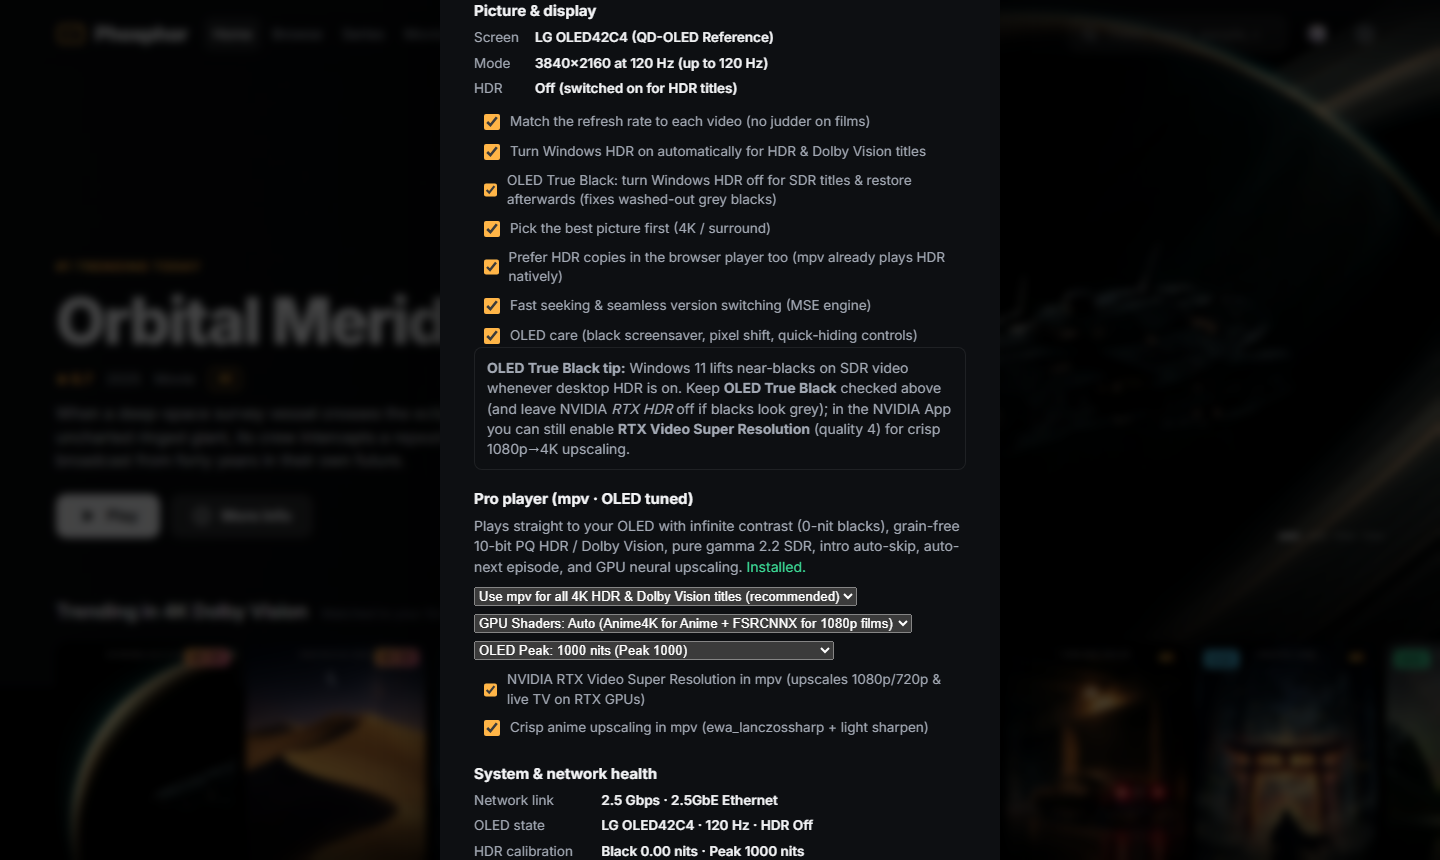 Picture & display
Screen LG OLED42C4 (QD-OLED Reference)
Mode 3840×2160 at 120 Hz (up to 120 Hz)
HDR Off (switched on for HDR titles)
Match the refresh rate to each video (no judder on films)
Turn Windows HDR on automatically for HDR & Dolby Vision titles
OLED True Black: turn Windows HDR off for SDR titles & restore
afterwards (fixes washed-out grey blacks)
Pick the best picture first (4K / surround)
Prefer HDR copies in the browser player too (mpv already plays HDR
natively)
Fast seeking & seamless version switching (MSE engine)
OLED care (black screensaver, pixel shift, quick-hiding controls)
OLED True Black tip: Windows 11 lifts near-blacks on SDR video
whenever desktop HDR is on. Keep OLED True Black checked above
(and leave NVIDIA RTX HDR off if blacks look grey); in the NVIDIA App
you can still enable RTX Video Super Resolution (quality 4) for crisp
1080p→4K upscaling.
Pro player (mpv · OLED tuned)
Plays straight to your OLED with infinite contrast (0-nit blacks), grain-free
10-bit PQ HDR / Dolby Vision, pure gamma 2.2 SDR, intro auto-skip, auto-
next episode, and GPU neural upscaling. Installed.
Use mpv for all 4K HDR & Dolby Vision titles (recommended)
GPU Shaders: Auto (Anime4K for Anime + FSRCNNX for 1080p films)
OLED Peak: 1000 nits (Peak 1000)
NVIDIA RTX Video Super Resolution in mpv (upscales 1080p/720p &
live TV on RTX GPUs)
Crisp anime upscaling in mpv (ewa_lanczossharp + light sharpen)
System & network health
Network link 2.5 Gbps · 2.5GbE Ethernet
OLED state LG OLED42C4 · 120 Hz · HDR Off
HDR calibration Black 0.00 nits · Peak 1000 nits
Phosphor
Home
Orbital Merid
Play
More info
Trending in 4K Dolby Vision